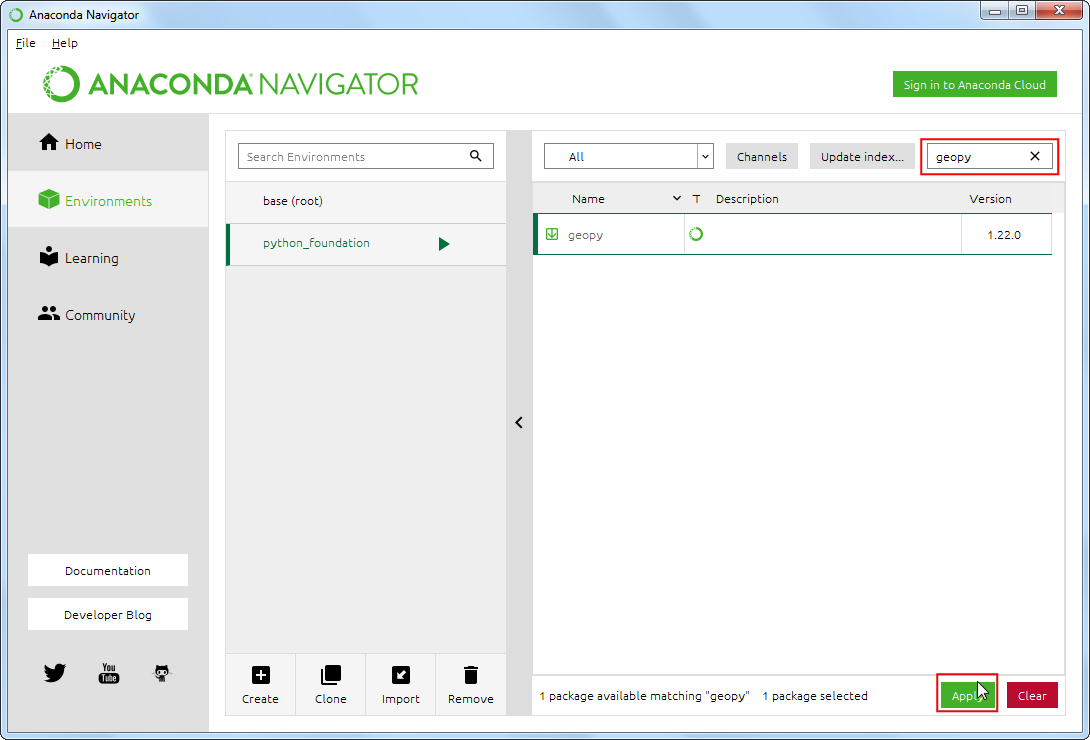 Anaconda Navigator
File Help
ANACONDA NAVIGATOR
Sign in to Anaconda Cloud
Home
Environments
Learning
Community
Documentation
Developer Blog
You Tube
Search Environments
base (root)
python_foundation
Create Clone Import Remove
All Channels Update index... geopy
Name T Description Version
geopy 1.22.0
1 package available matching "geopy" 1 package selected
Apply Clear